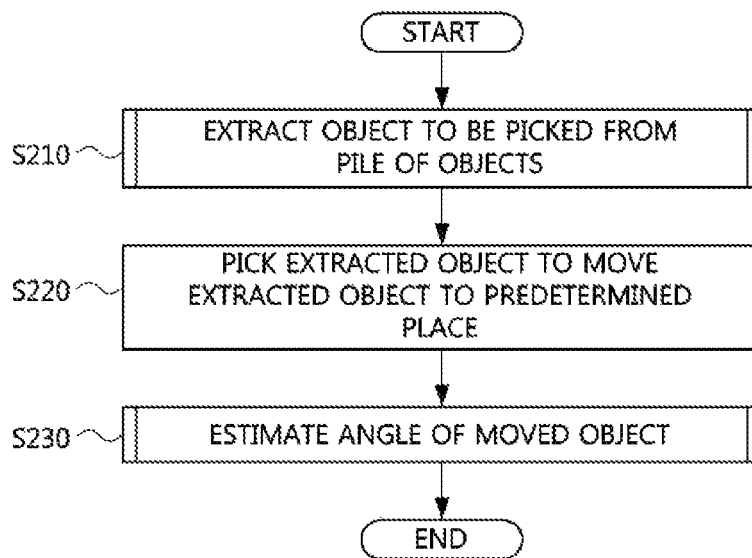 START
S210
EXTRACT OBJECT TO BE PICKED FROM
PILE OF OBJECTS
S220
PICK EXTRACTED OBJECT TO MOVE
EXTRACTED OBJECT TO PREDETERMINED
PLACE
S230
ESTIMATE ANGLE OF MOVED OBJECT
END